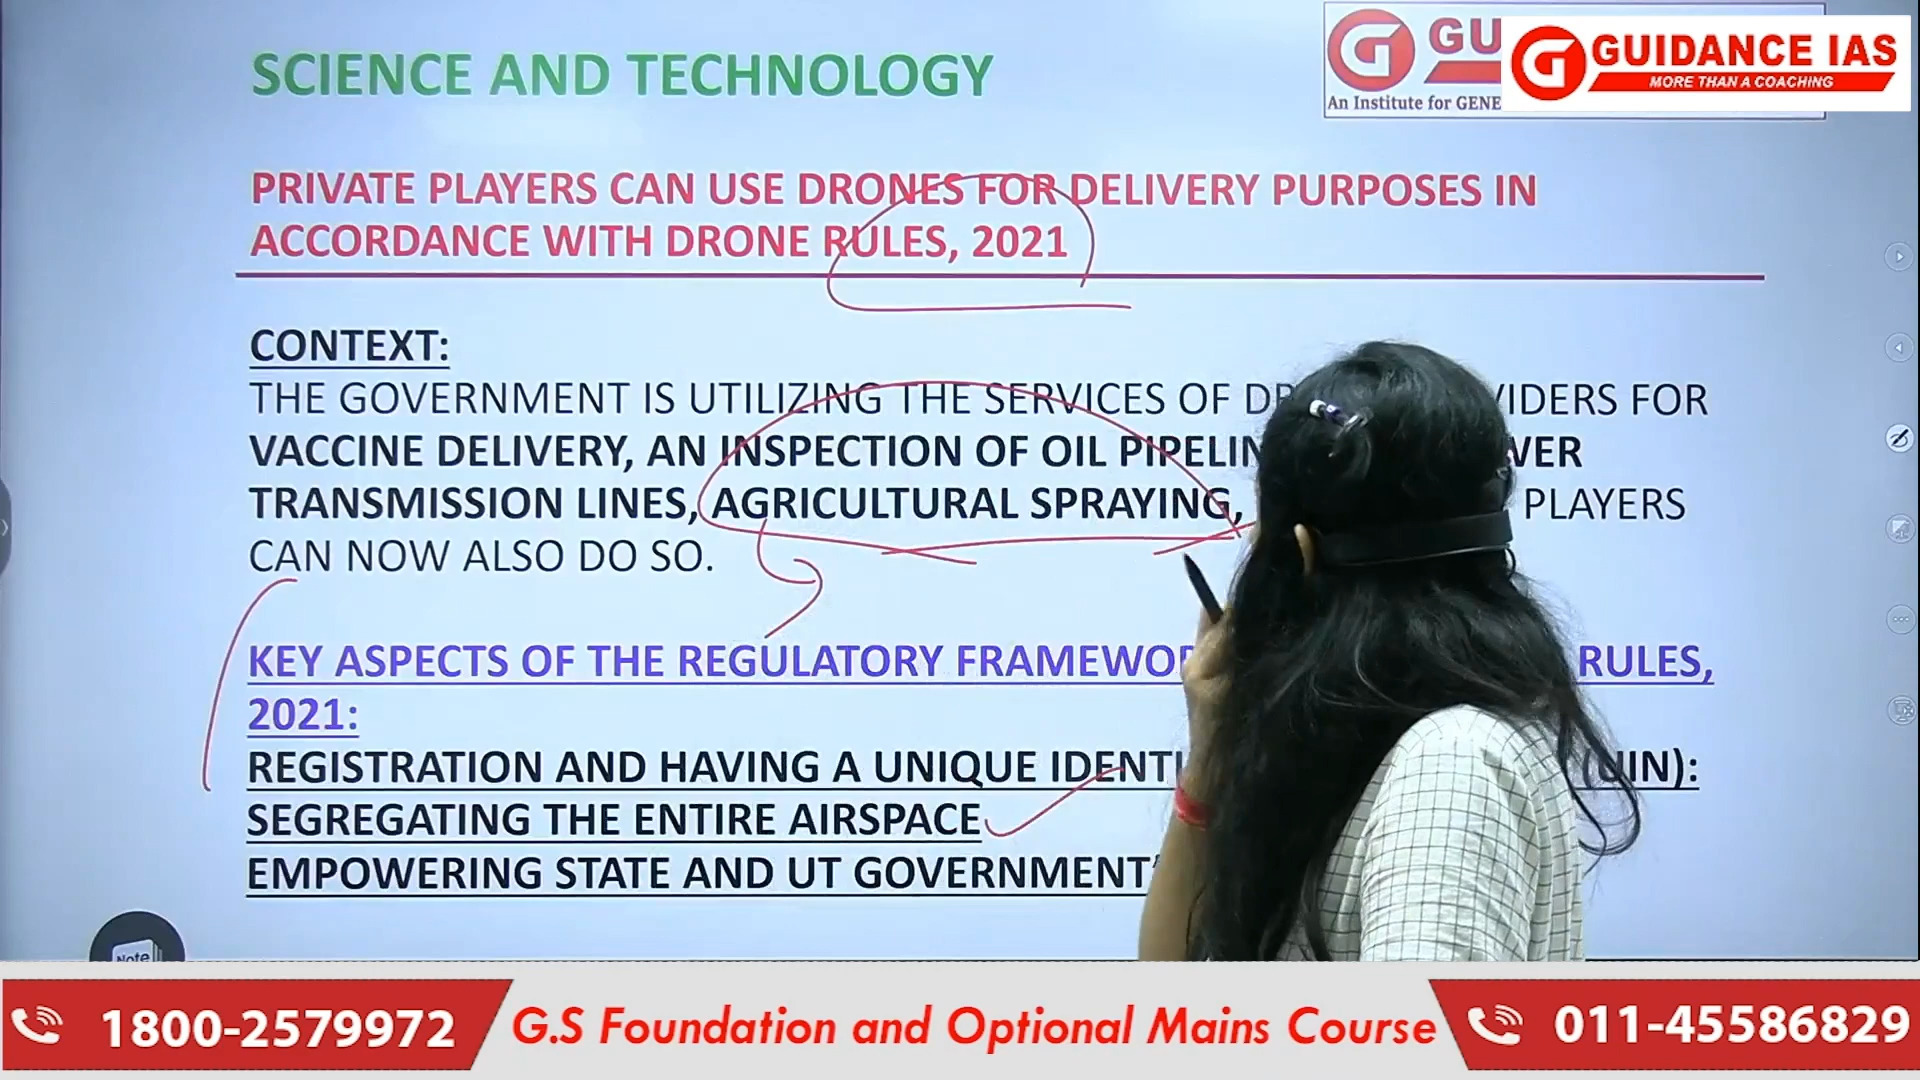 SCIENCE AND TECHNOLOGY
GU
An Institute for GENE
GUIDANCE IAS
MORE THAN A COACHING
PRIVATE PLAYERS CAN USE DRONES FOR DELIVERY PURPOSES IN
ACCORDANCE WITH DRONE RULES, 2021
CONTEXT:
THE GOVERNMENT IS UTILIZING THE SERVICES OF
FOR
VACCINE DELIVERY, AN INSPECTION OF OIL
TRANSMISSION LINES, AGRICULTURAL SPRAYING, PLAYERS
CAN NOW ALSO DO SO.
KEY ASPECTS OF THE REGULATORY RULES,
2021:
REGISTRATION AND HAVING A UNIQUE (UIN):
SEGREGATING THE ENTIRE AIRSPACE
EMPOWERING STATE AND UT
Note
1800-2579972
G.S Foundation and Optional Mains Course
011-45586829